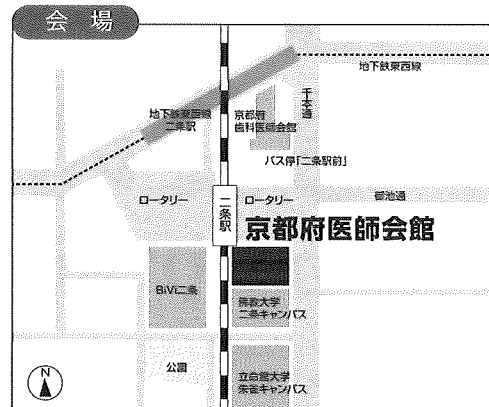 会場
地下鉄東西線
地下鉄東西線
二条駅
京都府
歯科医師会館
千本通
バス停「二条駅前」
ロータリー
二条駅
ロータリー
御池通
京都府医師会館
BiVi二条
佛教大学
二条キャンパス
公園
立命館大学
朱雀キャンパス
N